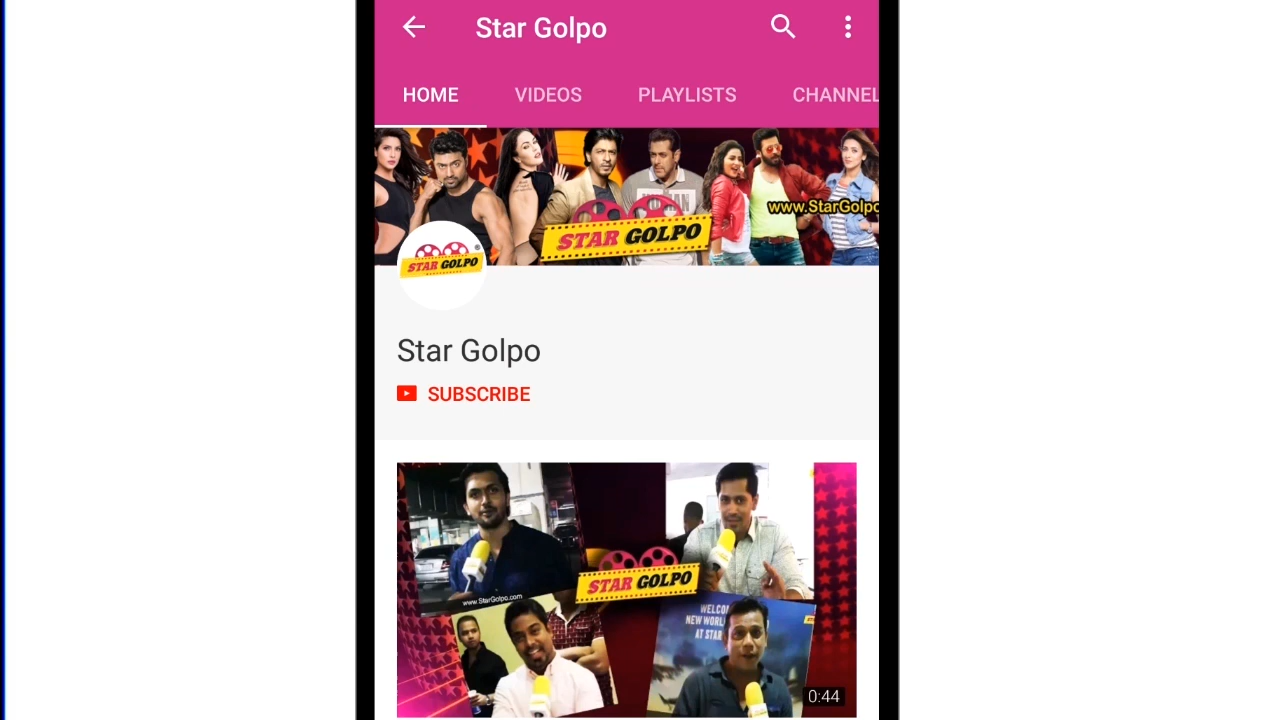 Star Golpo
HOME VIDEOS PLAYLISTS CHANNEL
www.StarGolpo
STAR GOLPO
STAR GOLPO ®
Star Golpo
SUBSCRIBE
STAR GOLPO
www.StarGolpo.com
WELCO
NEW WORL
AT STAR
0:44